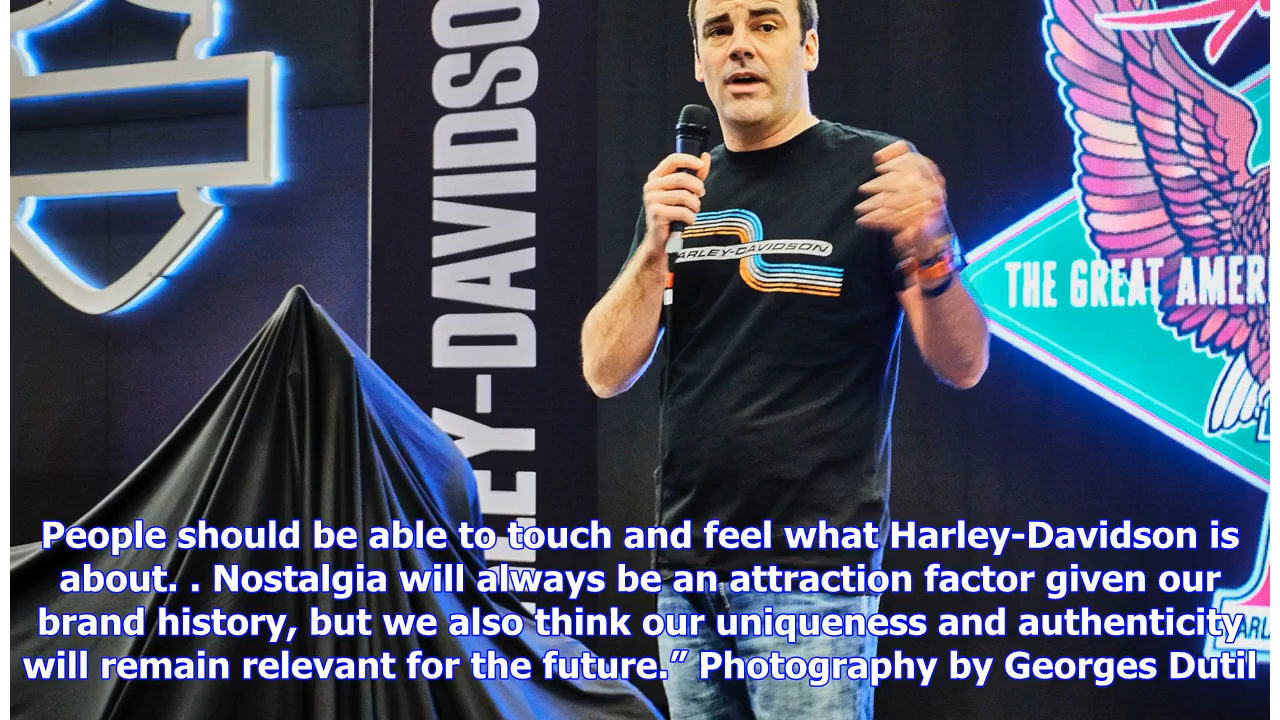 HARLEY-DAVIDSO
ARLEY-DAVIDSON
THE GREAT AMER
People should be able to touch and feel what Harley-Davidson is
about. . Nostalgia will always be an attraction factor given our
brand history, but we also think our uniqueness and authenticity
will remain relevant for the future.” Photography by Georges Dutil